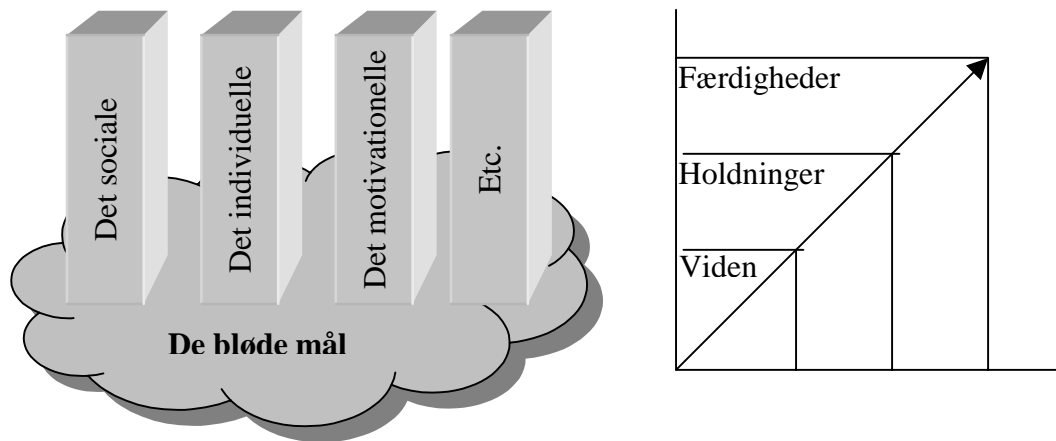 Det sociale
Det individuelle
Det motivationelle
Etc.
De bløde mål
Færdigheder
Holdninger
Viden